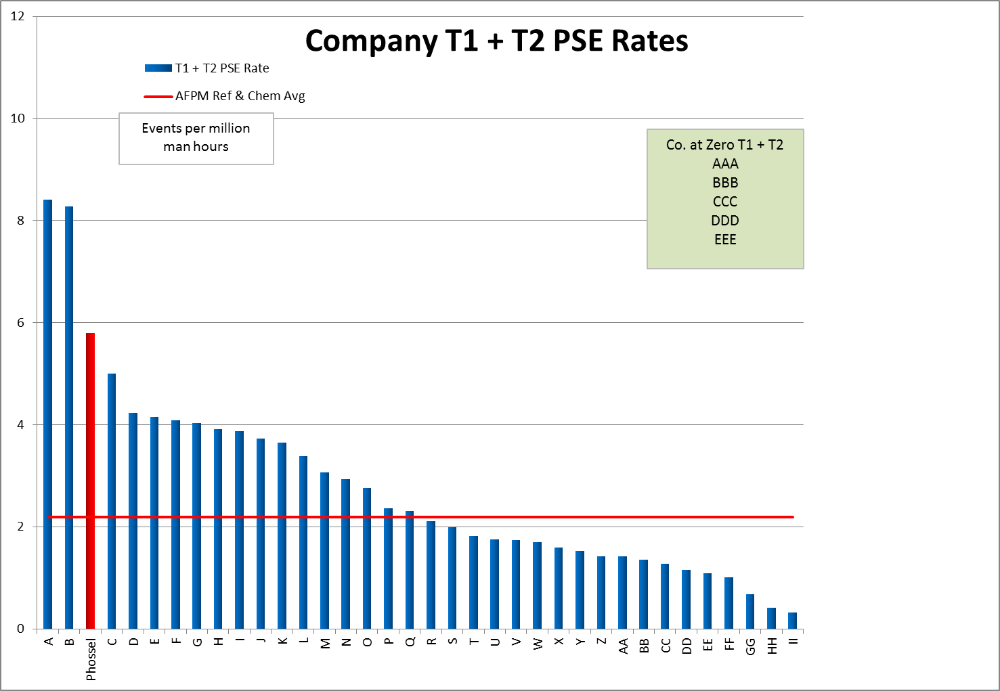 Company T1 + T2 PSE Rates
T1 + T2 PSE Rate
AFPM Ref & Chem Avg
Events per million
man hours
Co. at Zero T1 + T2
AAA
BBB
CCC
DDD
EEE
12
10
8
6
4
2
0
A
B
Phossel
C
D
E
F
G
H
I
J
K
L
M
N
O
P
Q
R
S
T
U
V
W
X
Y
Z
AA
BB
CC
DD
EE
FF
GG
HH
II